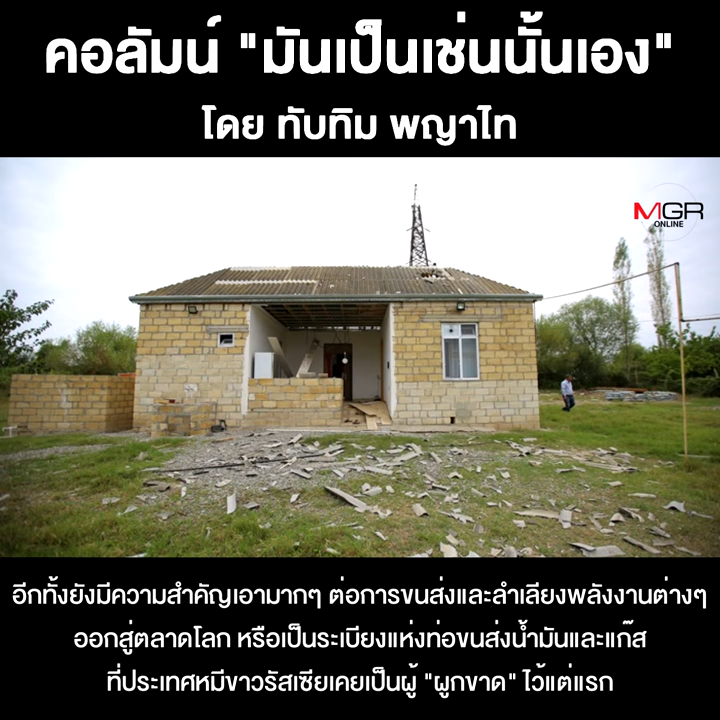 คอลัมน์ "มันเป็นเช่นนั้นเอง"
โดย ทับทิม พญาไท
MGR
ONLINE
อีกทั้งยังมีความสำคัญเอามากๆ ต่อการขนส่งและลำเลียงพลังงานต่างๆ
ออกสู่ตลาดโลก หรือเป็นระเบียงแห่งท่อขนส่งน้ำมันและแก๊ส
ที่ประเทศหมีขาวรัสเซียเคยเป็นผู้ "ผูกขาด" ไว้แต่แรก